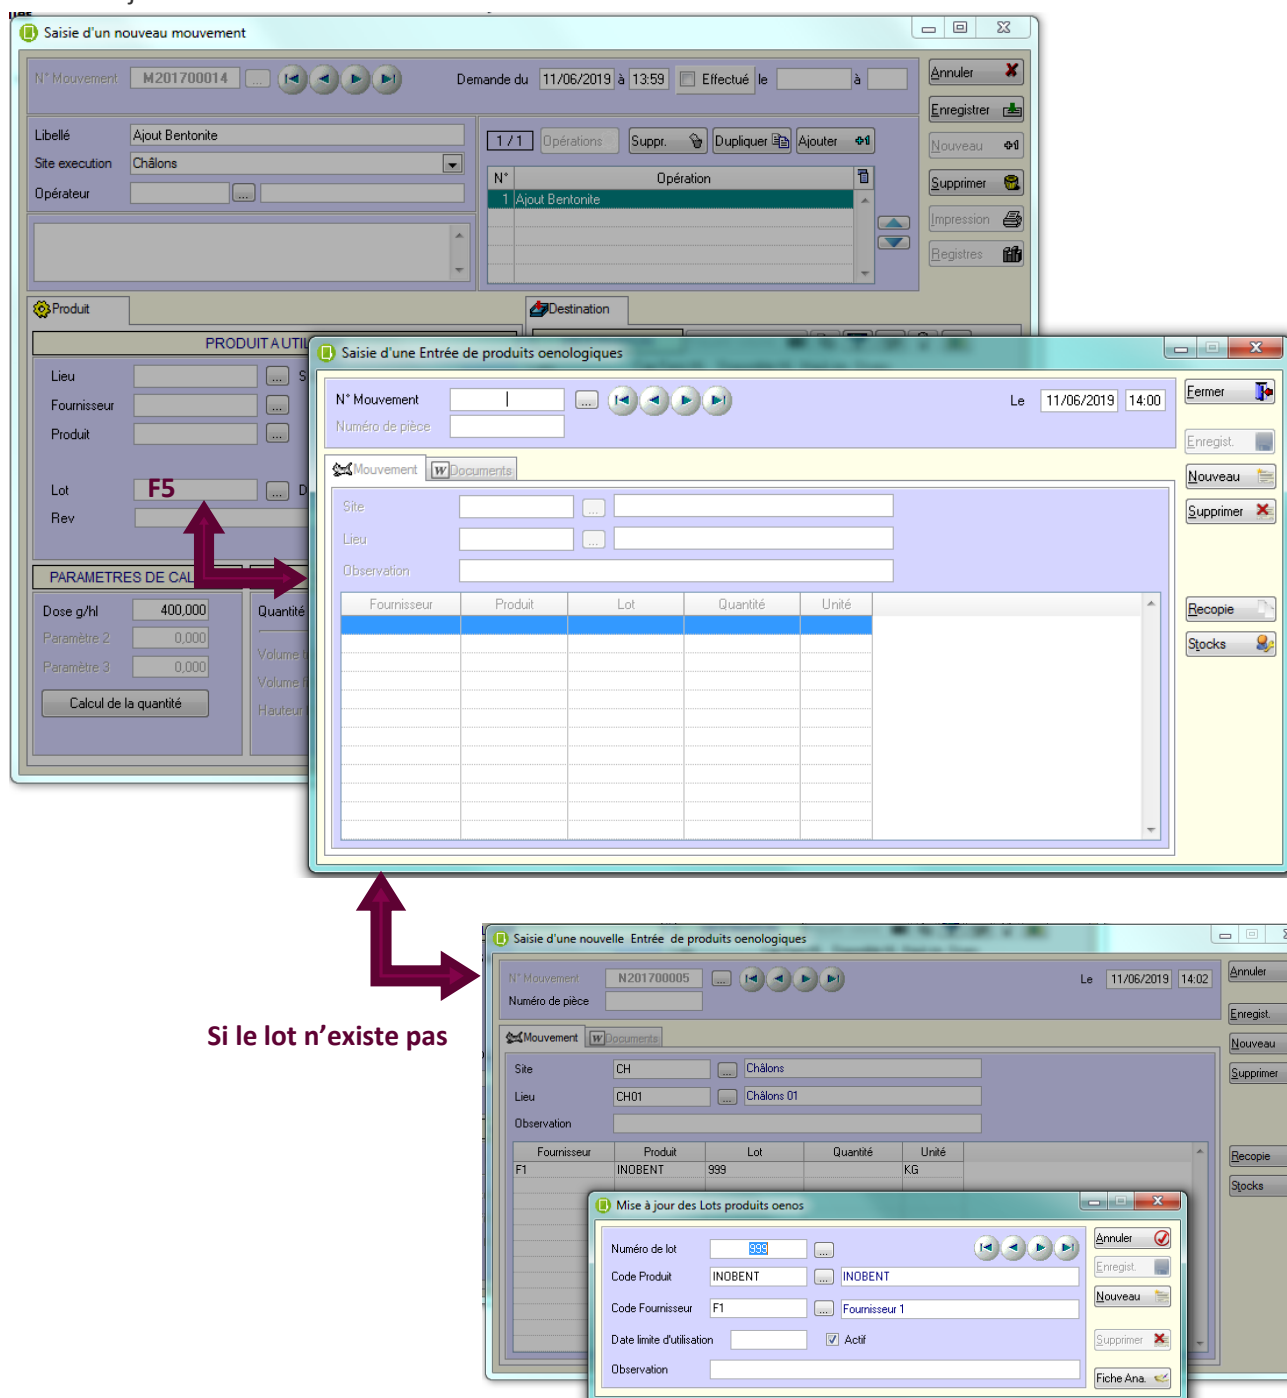 Saisie d'un nouveau mouvement
N° Mouvement M201700014 ... Demande du 11/06/2019 à 13:59 Effectué le à
Annuler
Enregistrer
Nouveau
Supprimer
Impression
Registres
Libellé Ajout Bentonite
Site execution Châlons
Opérateur ...
1 / 1 Opérations Suppr. Dupliquer Ajouter
N° Opération
1 Ajout Bentonite
Produit
Destination
PRODUIT A UTIL
Lieu ... S
Fournisseur ...
Produit ...
Lot F5 ... D
Rev
PARAMETRES DE CAL
Dose g/hl 400,000 Quantité
Paramètre 2 0,000
Volume
Paramètre 3 0,000
Volume
Calcul de la quantité
Hauteur
Saisie d'une Entrée de produits oenologiques
N° Mouvement ... Le 11/06/2019 14:00
Numéro de pièce
Fermer
Enregist.
Nouveau
Supprimer
Recopie
Stocks
Mouvement W Documents
Site ...
Lieu ...
Observation
Fournisseur Produit Lot Quantité Unité
Si le lot n'existe pas
Saisie d'une nouvelle Entrée de produits oenologiques
N° Mouvement N201700005 ... Le 11/06/2019 14:02
Numéro de pièce
Annuler
Enregist.
Nouveau
Supprimer
Recopie
Stocks
Mouvement W Documents
Site CH ... Châlons
Lieu CH01 ... Châlons 01
Observation
Fournisseur Produit Lot Quantité Unité
F1 INOBENT 999 KG
Mise à jour des Lots produits oenos
Numéro de lot 999 ...
Code Produit INOBENT ... INOBENT
Code Fournisseur F1 ... Fournisseur 1
Date limite d'utilisation Actif
Observation
Annuler
Enregist.
Nouveau
Supprimer
Fiche Ana.